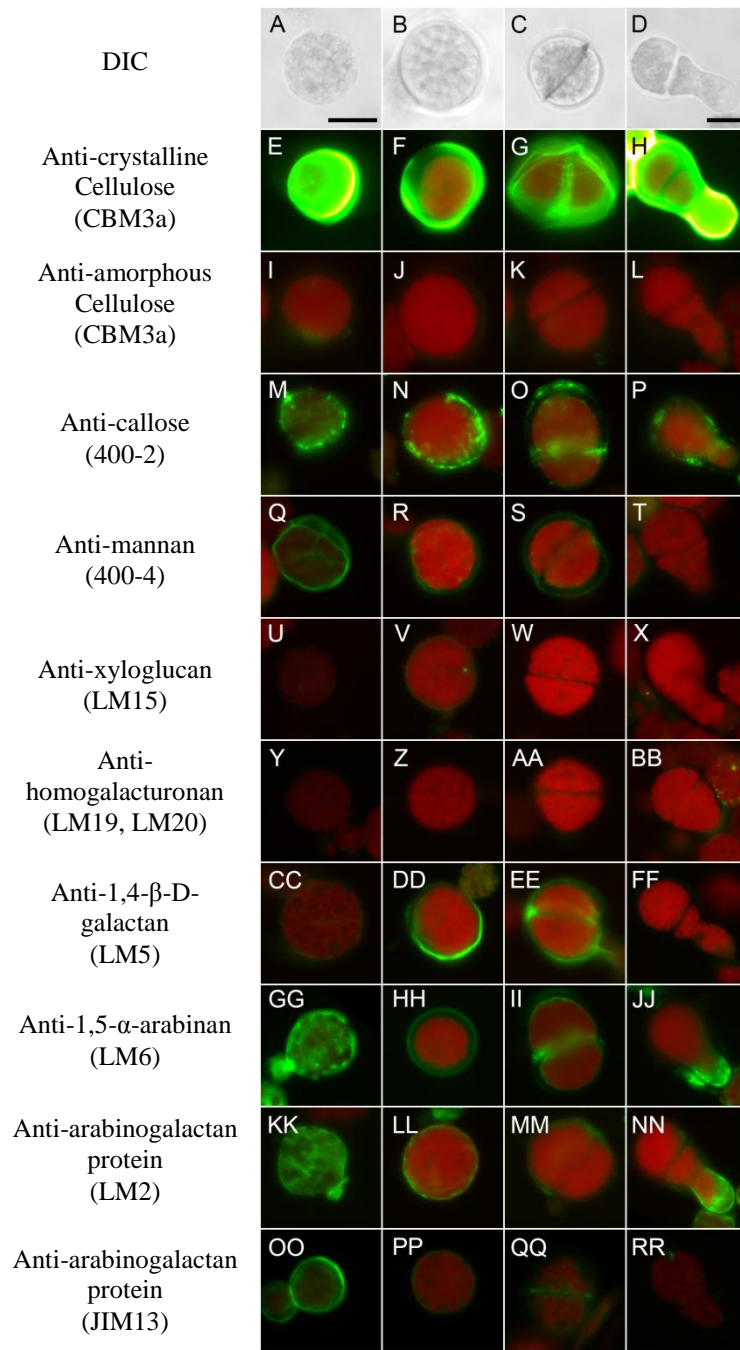 DIC
A B C D
Anti-crystalline
Cellulose
(CBM3a)
E F G H
Anti-amorphous
Cellulose
(CBM3a)
I J K L
Anti-callose
(400-2)
M N O P
Anti-mannan
(400-4)
Q R S T
Anti-xyloglucan
(LM15)
U V W X
Anti-
homogalacturonan
(LM19, LM20)
Y Z AA BB
Anti-1,4-β-D-
galactan
(LM5)
CC DD EE FF
Anti-1,5-α-arabinan
(LM6)
GG HH II JJ
Anti-arabinogalactan
protein
(LM2)
KK LL MM NN
Anti-arabinogalactan
protein
(JIM13)
OO PP QQ RR